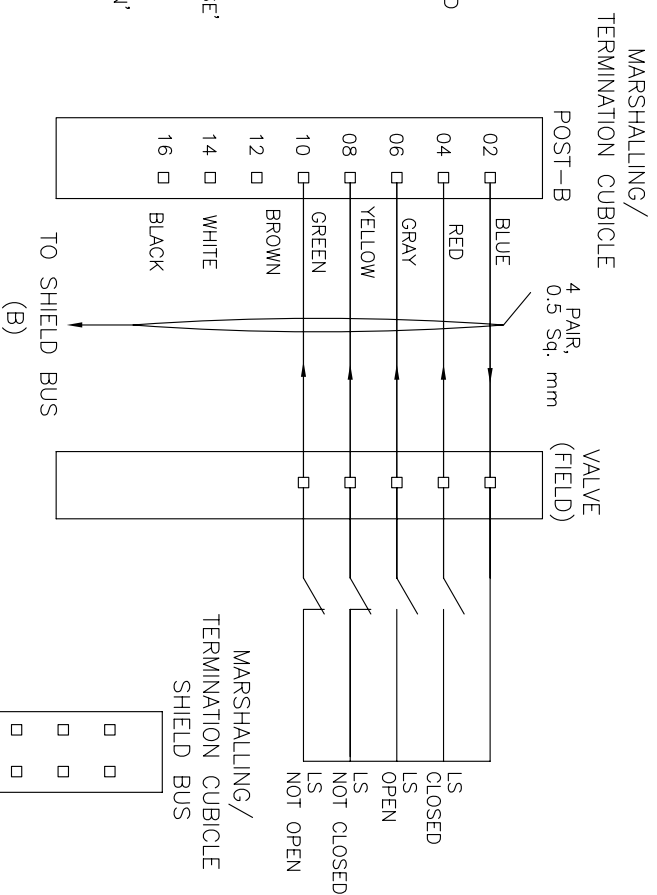 MARSHALLING/
TERMINATION CUBICLE
POST-B
02
04
06
08
10
12
14
16
BLUE
RED
GRAY
YELLOW
GREEN
BROWN
WHITE
BLACK
4 PAIR,
0.5 Sq. mm
TO SHIELD BUS
(B)
VALVE
(FIELD)
LS
CLOSED
LS
OPEN
LS
NOT CLOSED
LS
NOT OPEN
MARSHALLING/
TERMINATION CUBICLE
SHIELD BUS